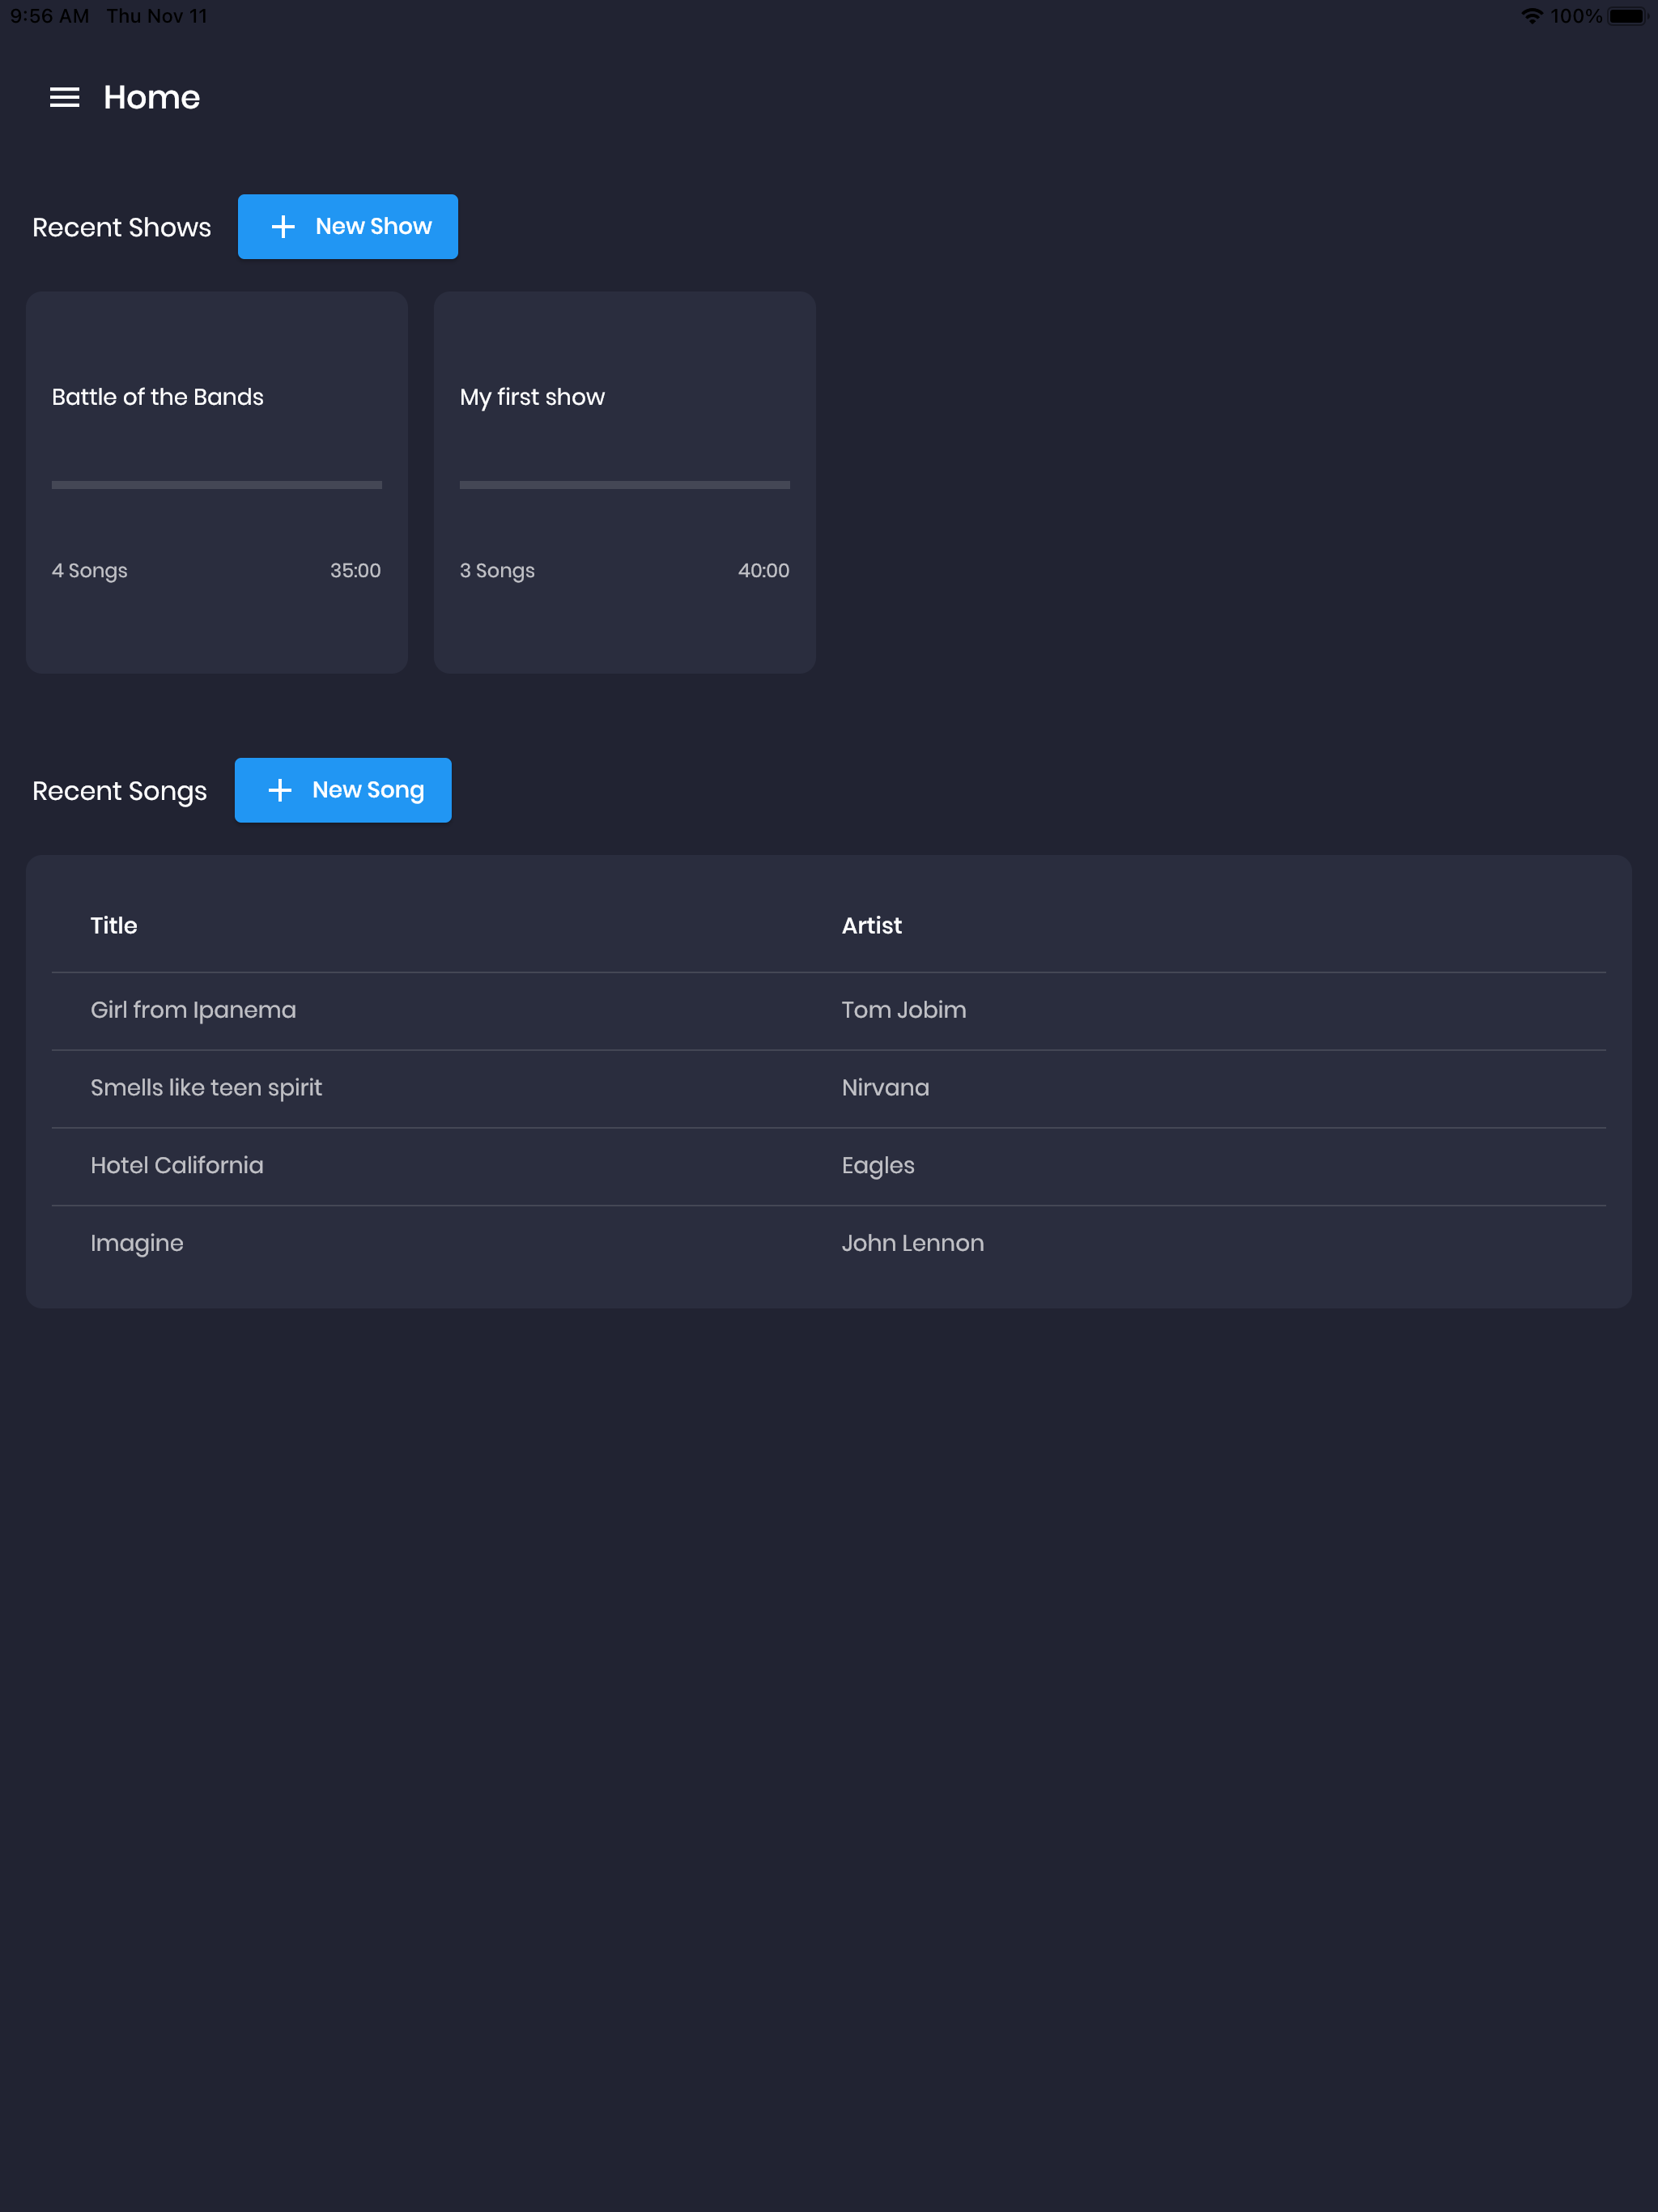 9:56 AM Thu Nov 11 100%
Home
Recent Shows New Show
Battle of the Bands My first show
4 Songs 35:00 3 Songs 40:00
Recent Songs New Song
Title Artist
Girl from Ipanema Tom Jobim
Smells like teen spirit Nirvana
Hotel California Eagles
Imagine John Lennon